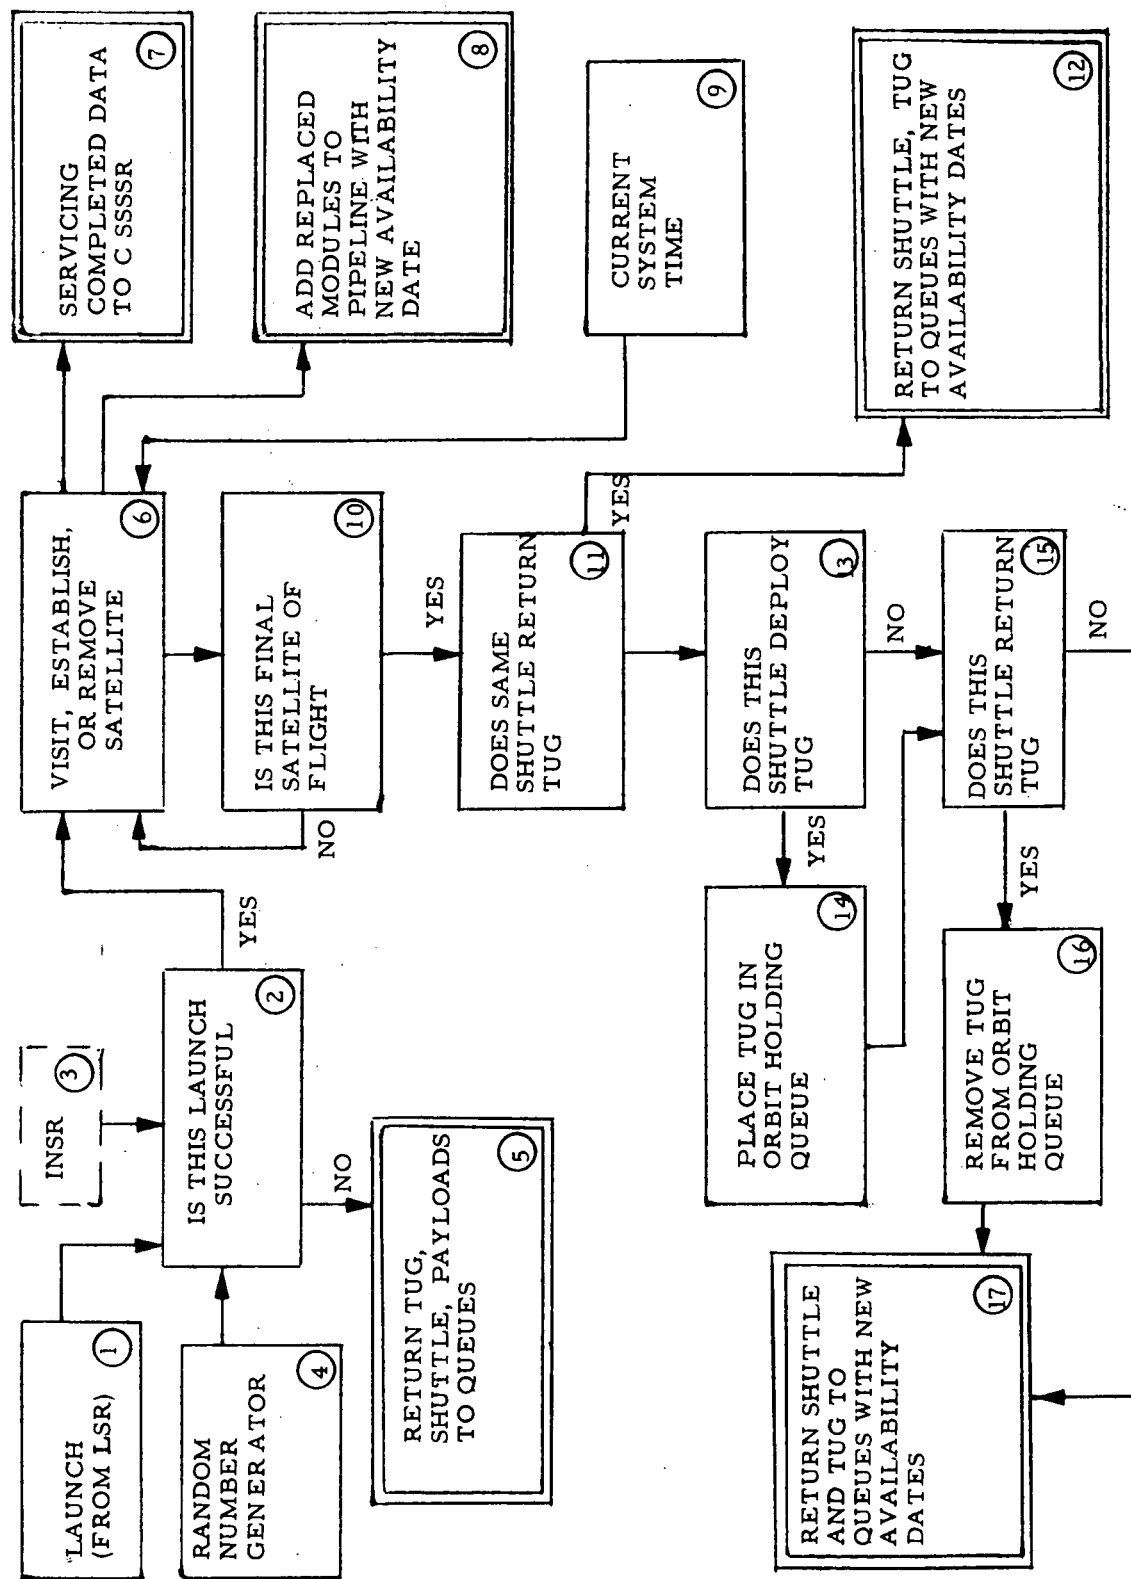 LAUNCH
(FROM LSR)
1
RANDOM
NUMBER
GENERATOR
4
INSR
3
IS THIS LAUNCH
SUCCESSFUL
2
YES
NO
RETURN TUG,
SHUTTLE, PAYLOADS
TO QUEUES
5
VISIT, ESTABLISH,
OR REMOVE
SATELLITE
6
SERVICING
COMPLETED DATA
TO C SSSSR
7
ADD REPLACED
MODULES TO
PIPELINE WITH
NEW AVAILABILITY
DATE
8
CURRENT
SYSTEM
TIME
9
IS THIS FINAL
SATELLITE OF
FLIGHT
10
NO
YES
DOES SAME
SHUTTLE RETURN
TUG
11
YES
RETURN SHUTTLE, TUG
TO QUEUES WITH NEW
AVAILABILITY DATES
12
DOES THIS
SHUTTLE DEPLOY
TUG
13
YES
NO
PLACE TUG IN
ORBIT HOLDING
QUEUE
14
DOES THIS
SHUTTLE RETURN
TUG
15
YES
NO
REMOVE TUG
FROM ORBIT
HOLDING
QUEUE
16
RETURN SHUTTLE
AND TUG TO
QUEUES WITH NEW
AVAILABILITY
DATES
17